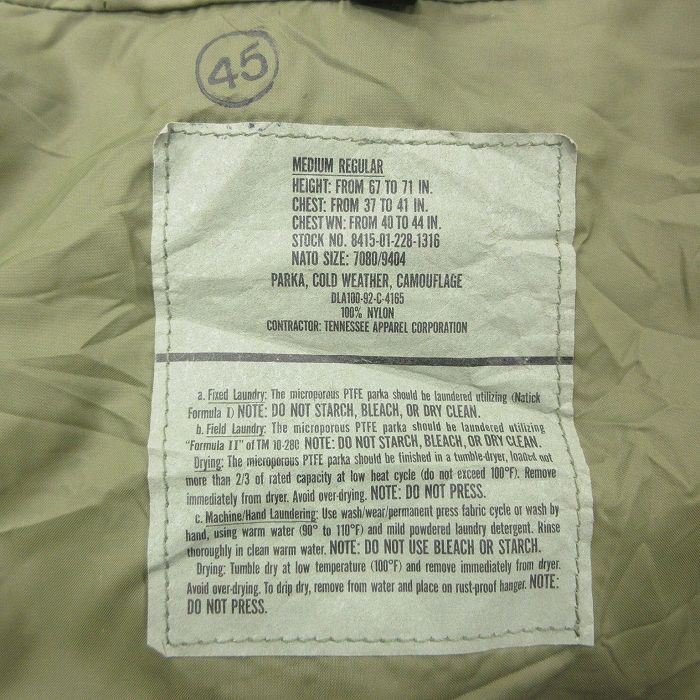 45
MEDIUM REGULAR
HEIGHT: FROM 67 TO 71 IN.
CHEST: FROM 37 TO 41 IN.
CHEST WN: FROM 40 TO 44 IN.
STOCK NO. 8415-01-228-1316
NATO SIZE: 7080/9404
PARKA, COLD WEATHER, CAMOUFLAGE
DLA100-92-C-4165
100% NYLON
CONTRACTOR: TENNESSEE APPAREL CORPORATION
a. Fixed Laundry: The microporous PTFE parka should be laundered utilizing (Natick
Formula I) NOTE: DO NOT STARCH, BLEACH, OR DRY CLEAN.
b. Field Laundry: The microporous PTFE parka should be laundered utilizing
"Formula II" of TM 10-280 NOTE: DO NOT STARCH, BLEACH, OR DRY CLEAN.
Drying: The microporous PTFE parka should be finished in a tumble-dryer, loaded not
more than 2/3 of rated capacity at low heat cycle (do not exceed 100°F). Remove
immediately from dryer. Avoid over-drying. NOTE: DO NOT PRESS.
c. Machine/Hand Laundering: Use wash/wear/permanent press fabric cycle or wash by
hand, using warm water (90° to 110°F) and mild powdered laundry detergent. Rinse
thoroughly in clean warm water. NOTE: DO NOT USE BLEACH OR STARCH.
Drying: Tumble dry at low temperature (100°F) and remove immediately from dryer.
Avoid over-drying. To drip dry, remove from water and place on rust-proof hanger. NOTE:
DO NOT PRESS.